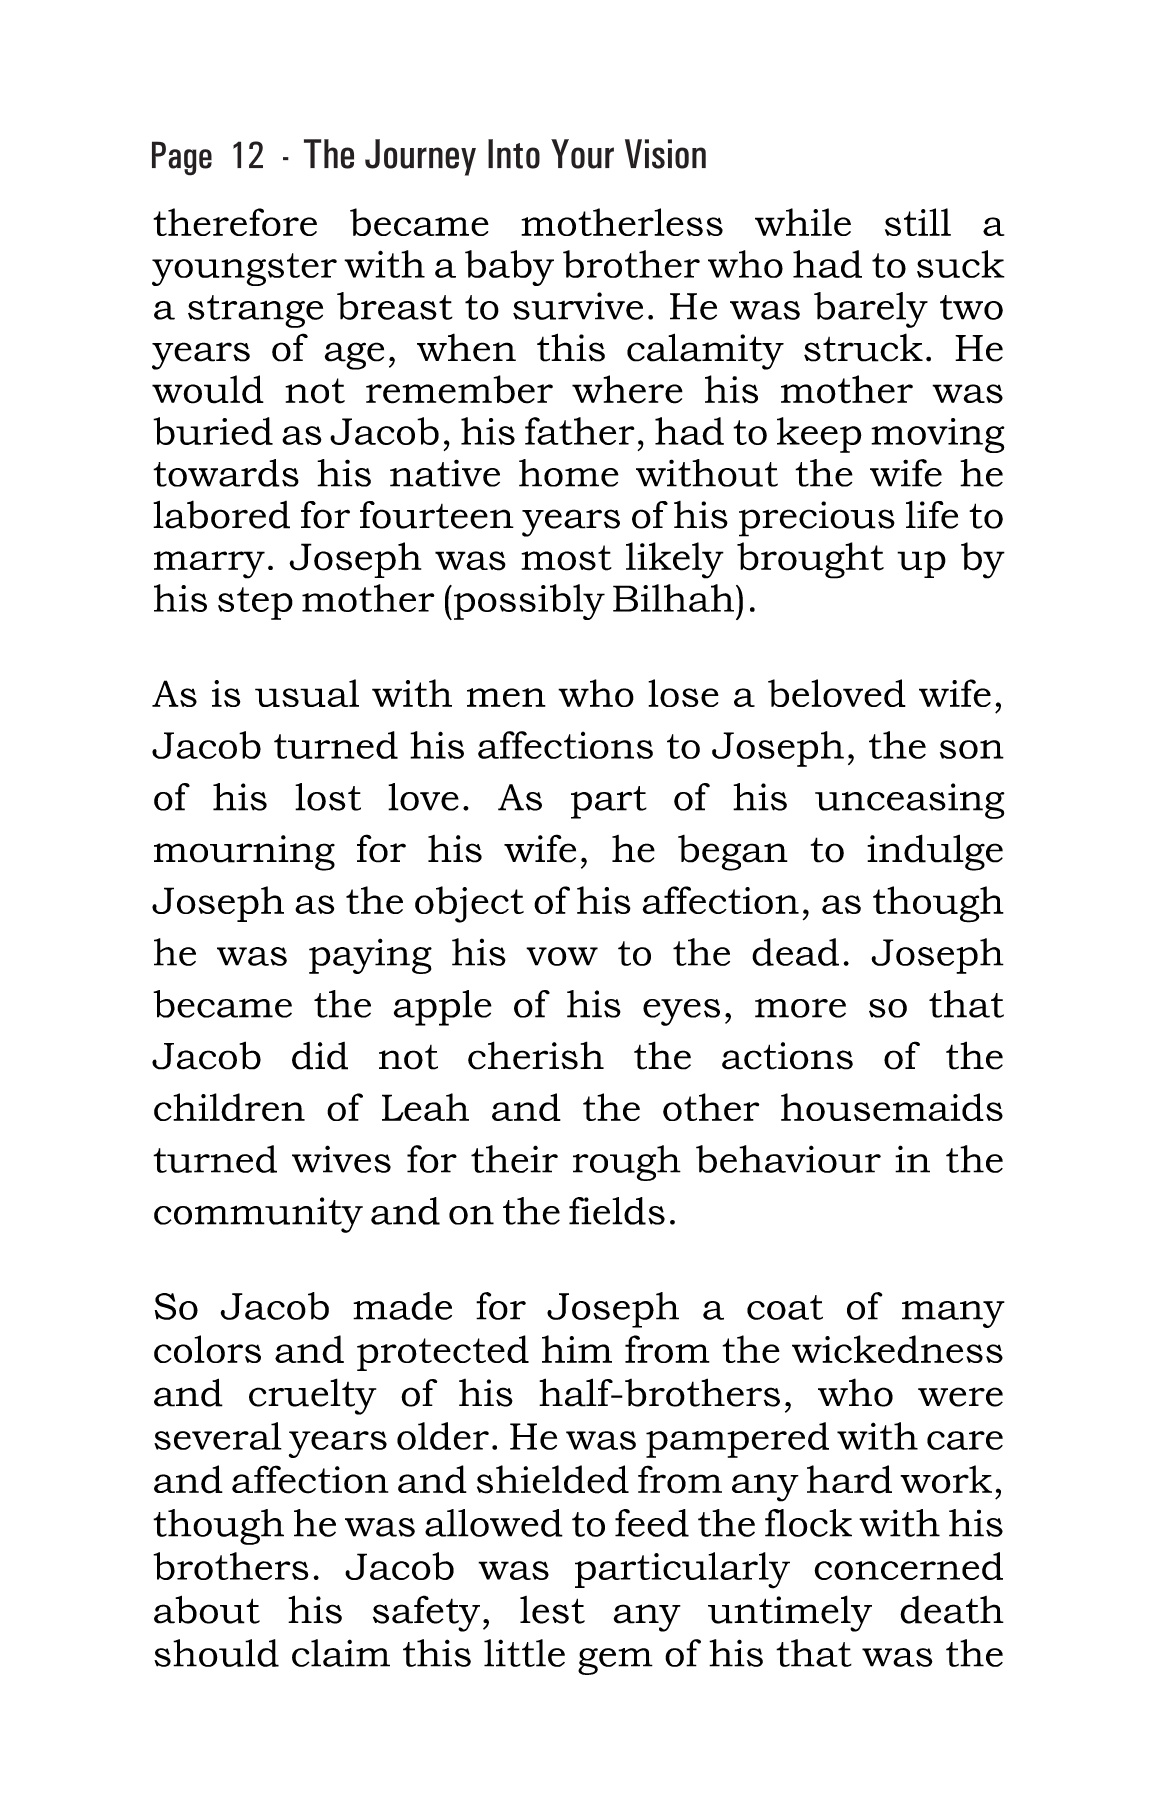 Page 12 - The Journey Into Your Vision
therefore became motherless while still a
youngster with a baby brother who had to suck
a strange breast to survive. He was barely two
years of age, when this calamity struck. He
would not remember where his mother was
buried as Jacob, his father, had to keep moving
towards his native home without the wife he
labored for fourteen years of his precious life to
marry. Joseph was most likely brought up by
his step mother (possibly Bilhah).
As is usual with men who lose a beloved wife,
Jacob turned his affections to Joseph, the son
of his lost love. As part of his unceasing
mourning for his wife, he began to indulge
Joseph as the object of his affection, as though
he was paying his vow to the dead. Joseph
became the apple of his eyes, more so that
Jacob did not cherish the actions of the
children of Leah and the other housemaids
turned wives for their rough behaviour in the
community and on the fields.
So Jacob made for Joseph a coat of many
colors and protected him from the wickedness
and cruelty of his half-brothers, who were
several years older. He was pampered with care
and affection and shielded from any hard work,
though he was allowed to feed the flock with his
brothers. Jacob was particularly concerned
about his safety, lest any untimely death
should claim this little gem of his that was the